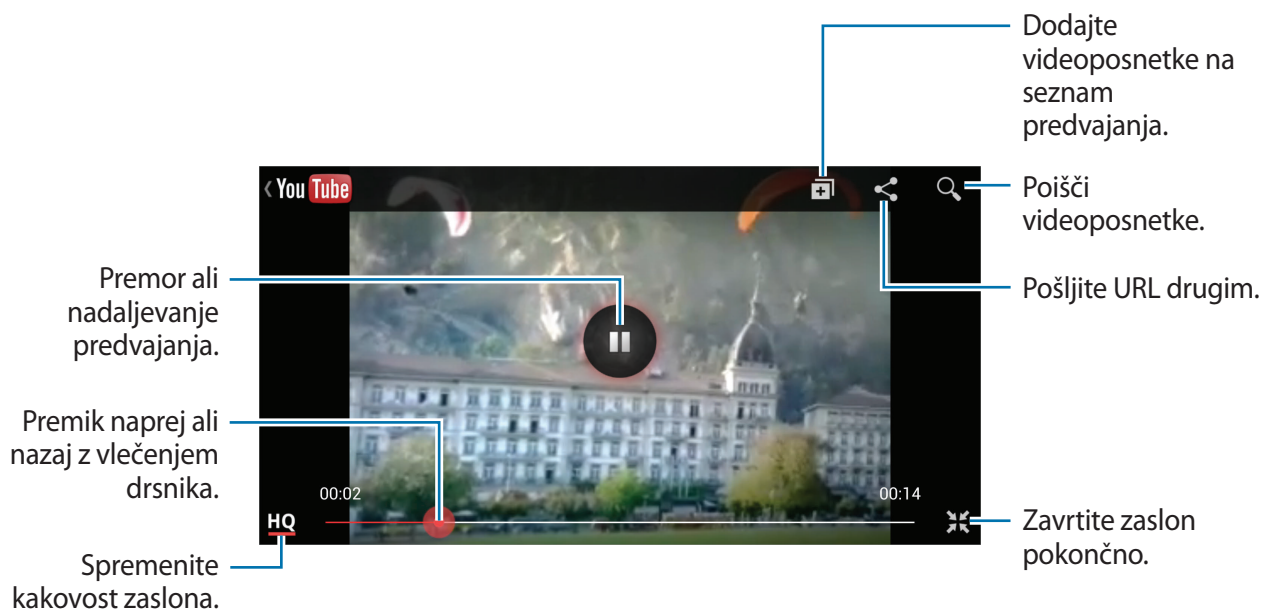 Dodajte
videoposnetke na
seznam
predvajanja.
YouTube
Poišči
videoposnetke.
Pošljite URL drugim.
Premor ali
nadaljevanje
predvajanja.
Premik naprej ali
nazaj z vlečenjem
drsnika.
00:02
00:14
HQ
Zavrtite zaslon
pokončno.
Spremenite
kakovost zaslona.